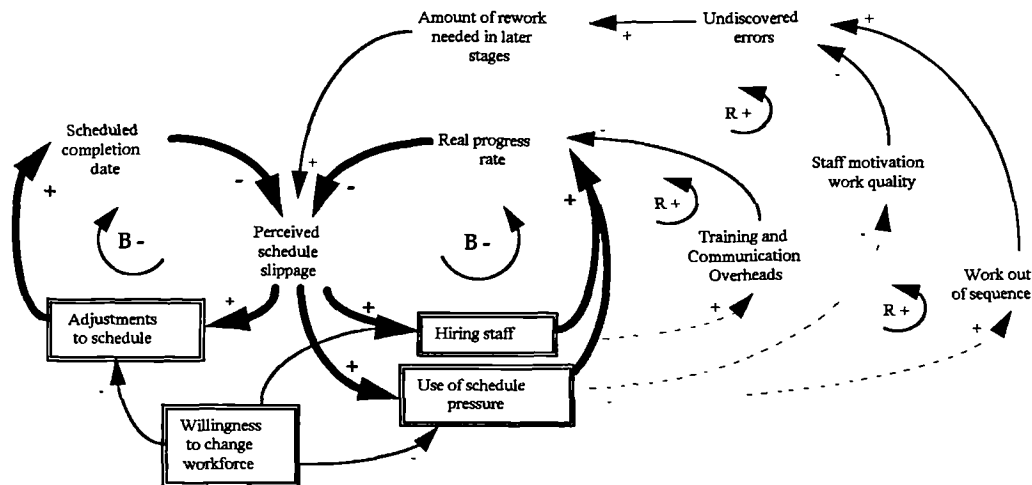 Amount of rework
needed in later
stages
+
Undiscovered
errors
+
-
R +
Scheduled
completion
date
Real progress
rate
-
+
-
+
-
+
R +
Staff motivation
work quality
B -
Perceived
schedule
slippage
B -
Training and
Communication
Overheads
-
Work out
of sequence
+
+
+
R +
+
Adjustments
to schedule
Hiring staff
+
Use of schedule
pressure
-
-
Willingness
to change
workforce
-